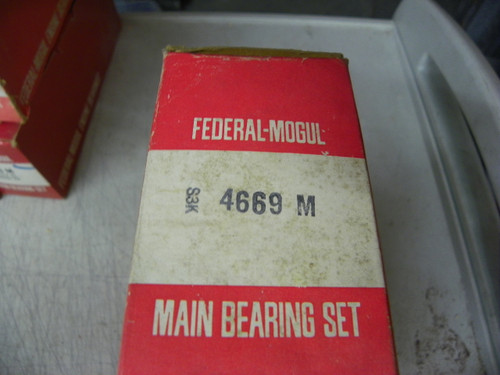 FEDERAL-MOGUL
S3K 4669 M
MAIN BEARING SET